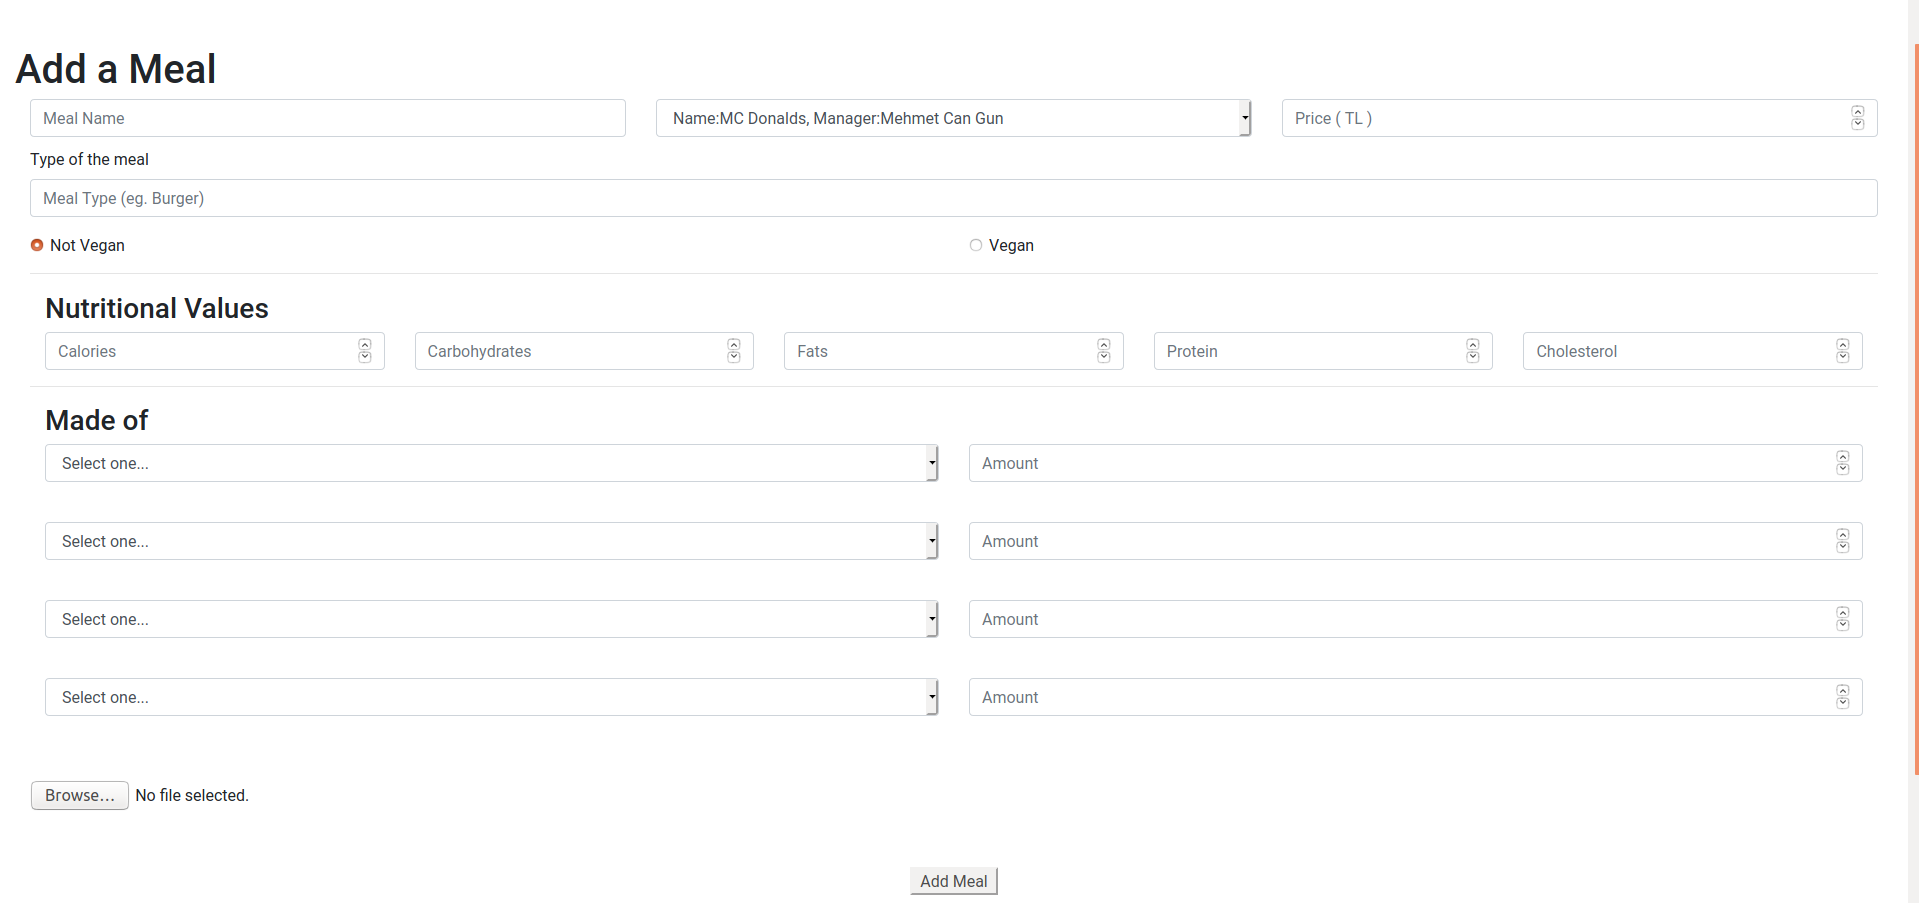 Add a Meal
Meal Name Name:MC Donalds, Manager:Mehmet Can Gun Price ( TL )
Type of the meal
Meal Type (eg. Burger)
Not Vegan Vegan
Nutritional Values
Calories Carbohydrates Fats Protein Cholesterol
Made of
Select one... Amount
Select one... Amount
Select one... Amount
Select one... Amount
Browse... No file selected.
Add Meal